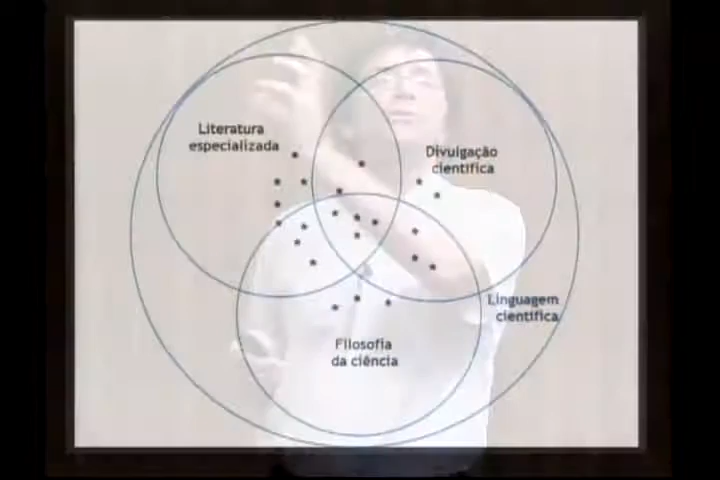 Literatura
especializada
Divulgação
científica
Linguagem
científica
Filosofia
da ciência